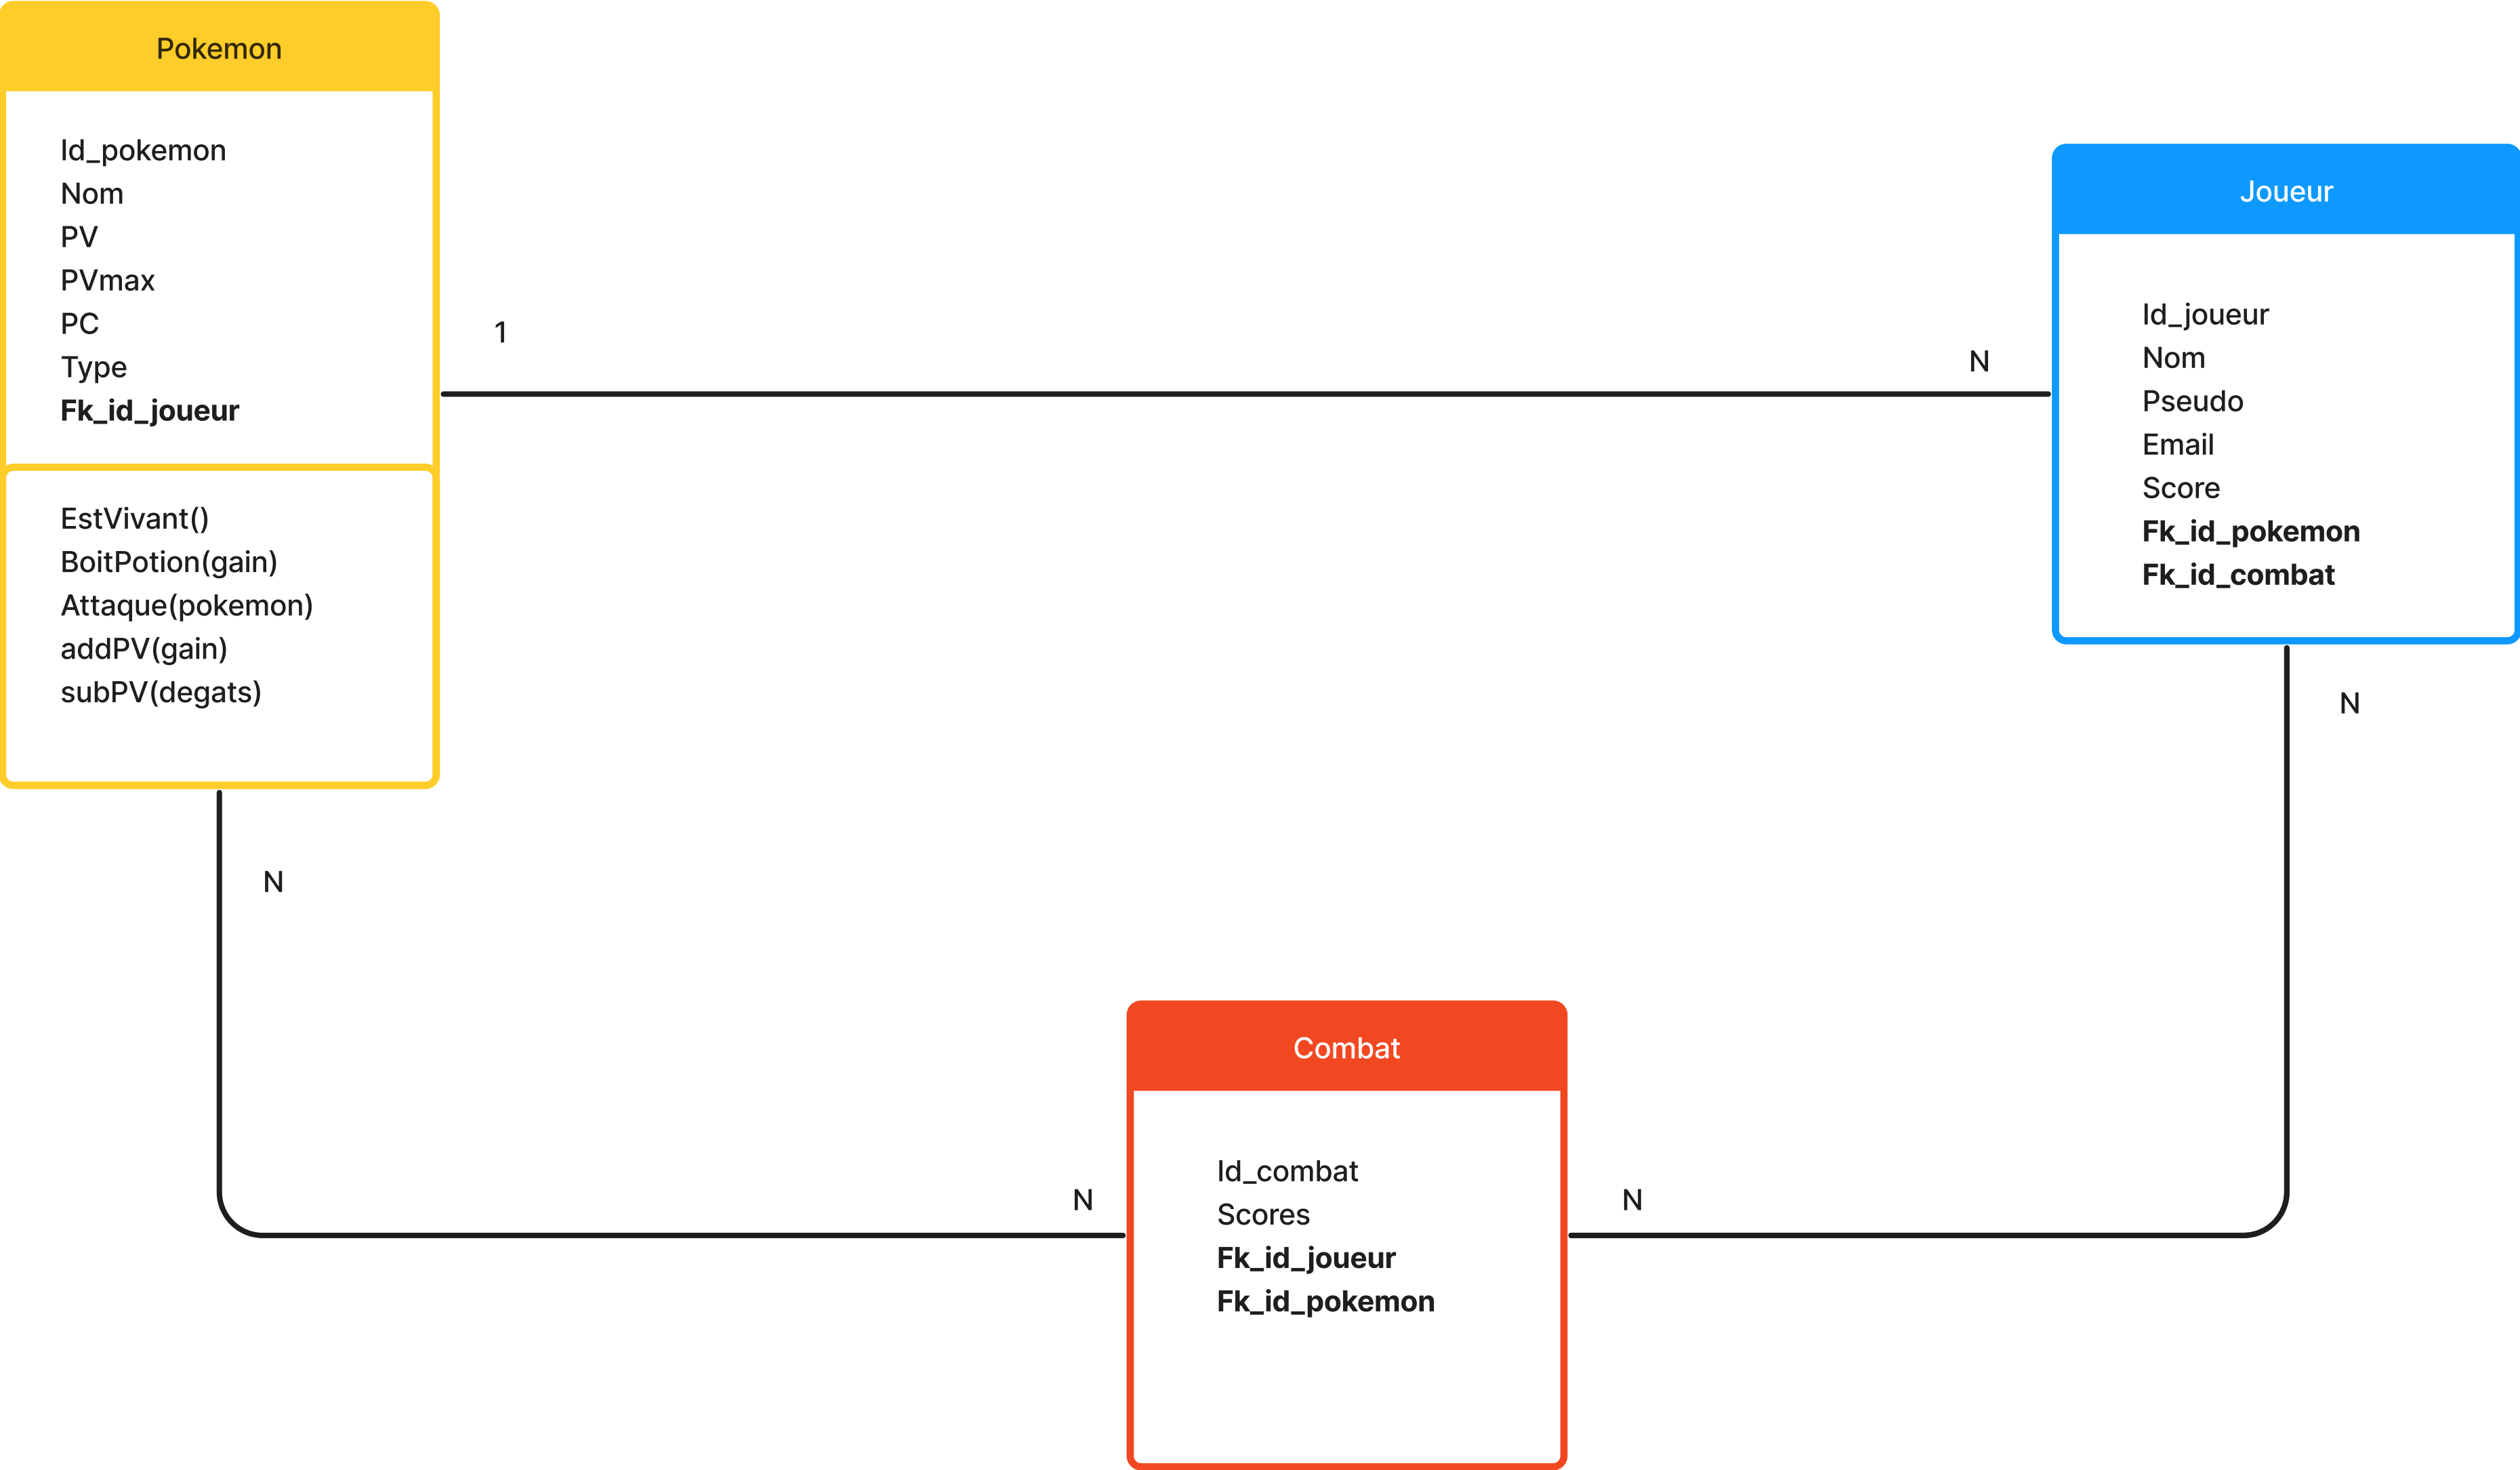 Pokemon
Id_pokemon
Nom
PV
PVmax
PC
Type
Fk_id_joueur
EstVivant()
BoitPotion(gain)
Attaque(pokemon)
addPV(gain)
subPV(degats)
1
N
Joueur
Id_joueur
Nom
Pseudo
Email
Score
Fk_id_pokemon
Fk_id_combat
N
N
N
Combat
Id_combat
Scores
Fk_id_joueur
Fk_id_pokemon
N